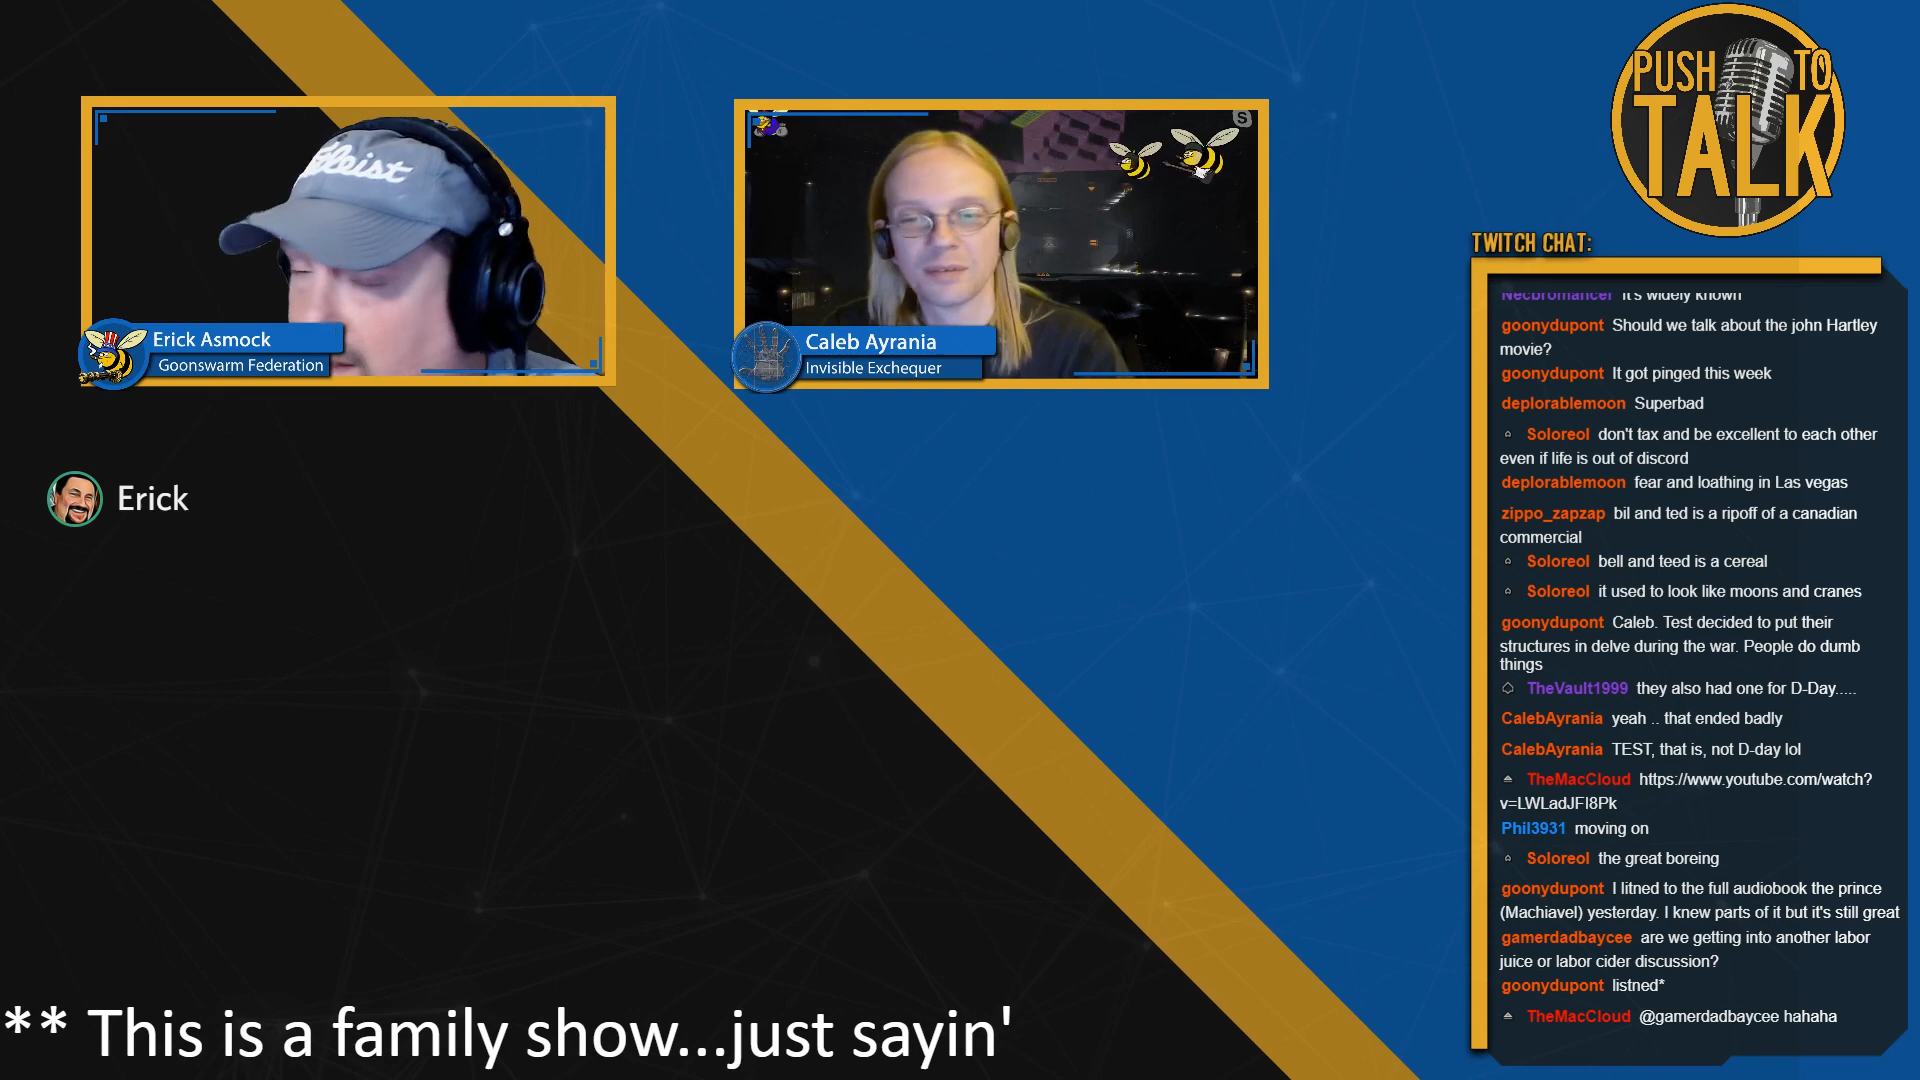 PUSH TO
TALK
Titleist
S
Erick Asmock
Goonswarm Federation
Caleb Ayrania
Invisible Exchequer
Erick
** This is a family show...just sayin'
TWITCH CHAT:
Necbromancer it's widely known
goonydupont Should we talk about the john Hartley
movie?
goonydupont It got pinged this week
deplorablemoon Superbad
Soloreol don't tax and be excellent to each other
even if life is out of discord
deplorablemoon fear and loathing in Las vegas
zippo_zapzap bil and ted is a ripoff of a canadian
commercial
Soloreol bell and teed is a cereal
Soloreol it used to look like moons and cranes
goonydupont Caleb. Test decided to put their
structures in delve during the war. People do dumb
things
TheVault1999 they also had one for D-Day.....
CalebAyrania yeah .. that ended badly
CalebAyrania TEST, that is, not D-day lol
TheMacCloud https://www.youtube.com/watch?
v=LWLadJFI8Pk
Phil3931 moving on
Soloreol the great boreing
goonydupont I litned to the full audiobook the prince
(Machiavel) yesterday. I knew parts of it but it's still great
gamerdadbaycee are we getting into another labor
juice or labor cider discussion?
goonydupont listned*
TheMacCloud @gamerdadbaycee hahaha